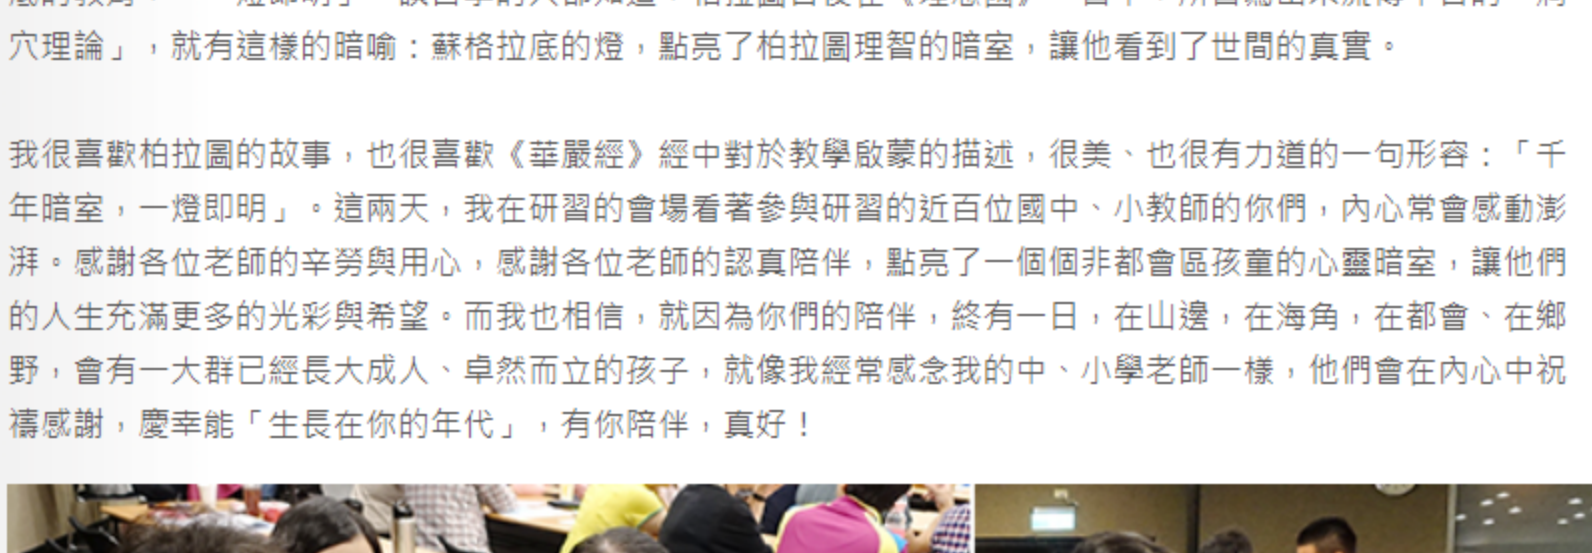 穴理論」，就有這樣的暗喻：蘇格拉底的燈，點亮了柏拉圖理智的暗室，讓他看到了世間的真實。
我很喜歡柏拉圖的故事，也很喜歡《華嚴經》經中對於教學啟蒙的描述，很美、也很有力道的一句形容：「千
年暗室，一燈即明」。這兩天，我在研習的會場看著參與研習的近百位國中、小教師的你們，內心常會感動澎
湃。感謝各位老師的辛勞與用心，感謝各位老師的認真陪伴，點亮了一個個非都會區孩童的心靈暗室，讓他們
的人生充滿更多的光彩與希望。而我也相信，就因為你們的陪伴，終有一日，在山邊，在海角，在都會、在鄉
野，會有一大群已經長大成人、卓然而立的孩子，就像我經常感念我的中、小學老師一樣，他們會在內心中祝
禱感謝，慶幸能「生長在你的年代」，有你陪伴，真好！